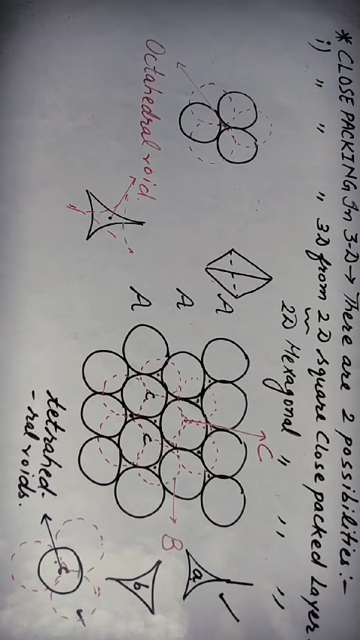 * CLOSE PACKING In 3-D → There are 2 possibilities :-
i) " " " 3D from 2D square Close packed Layer
2D Hexagonal " " "
Octahedral void
A
A
A
C
B
c
c
a
b
c
tetrahed-
-ral voids.